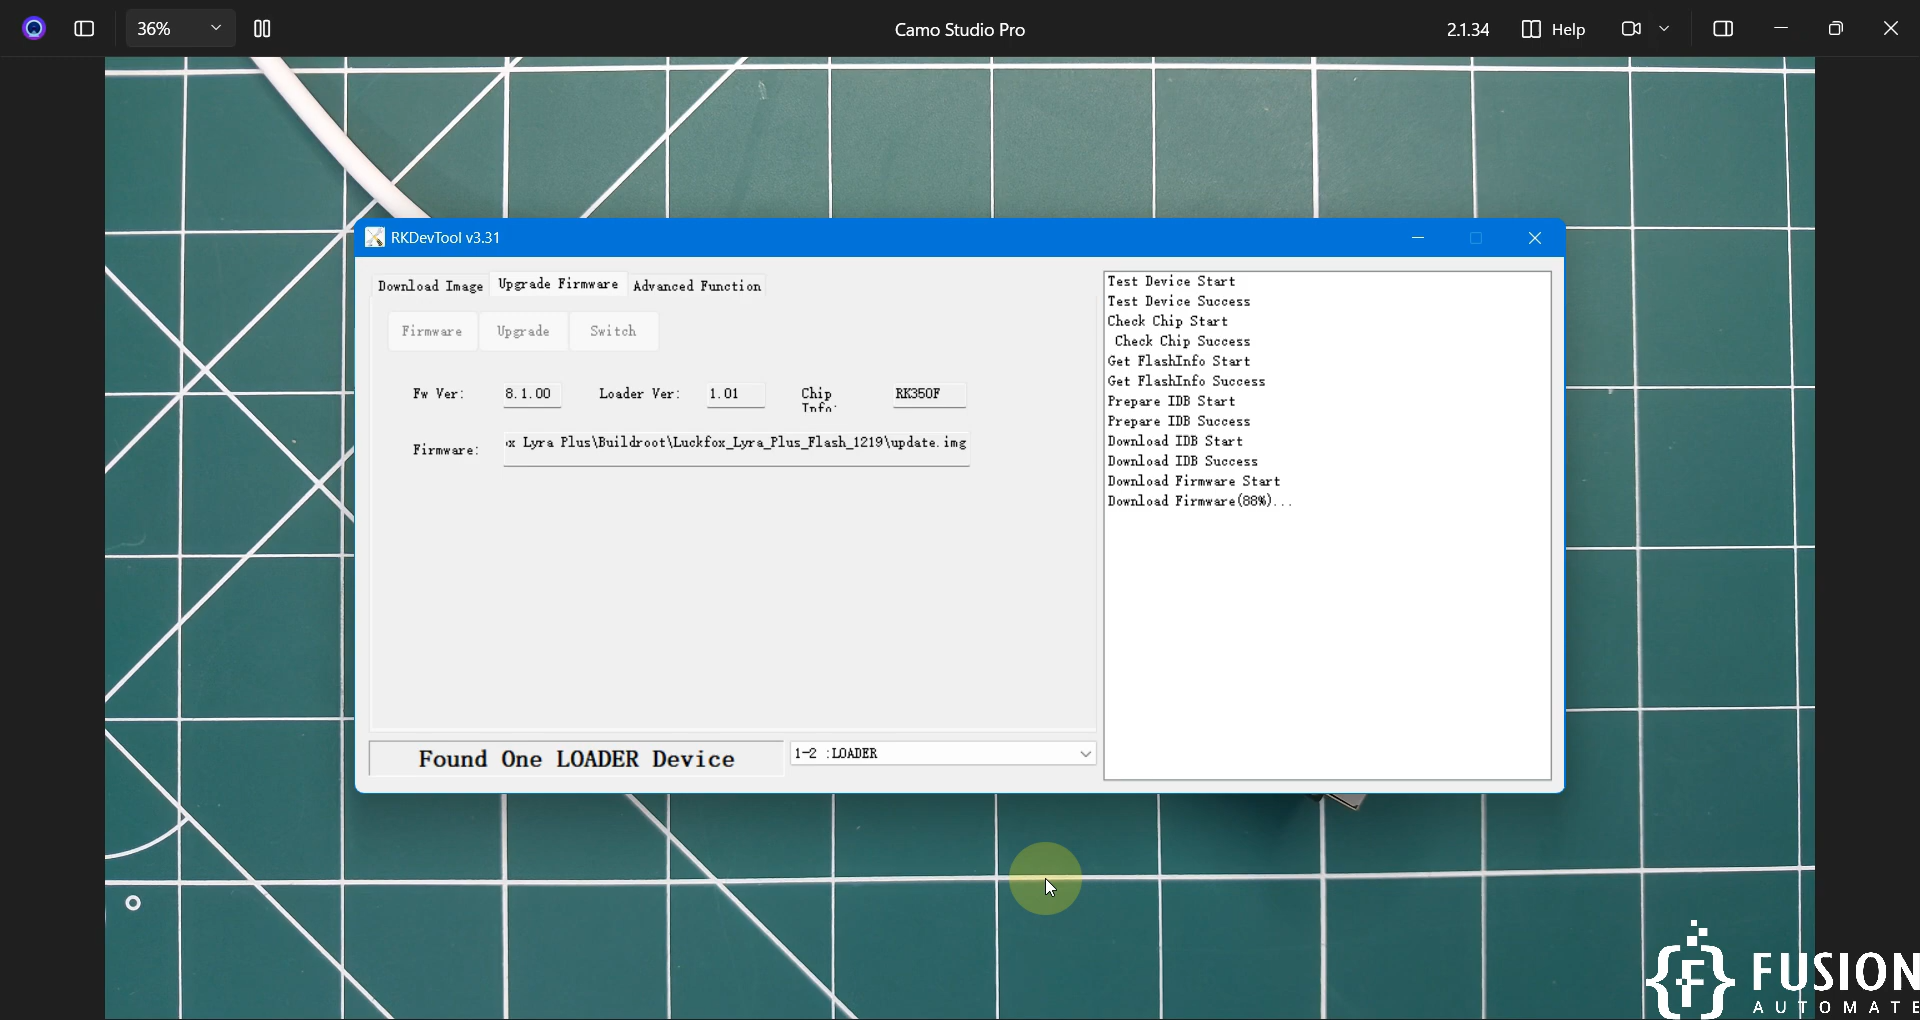 36%
Camo Studio Pro
2.1.34
Help
RKDevTool v3.31
Download Image
Upgrade Firmware
Advanced Function
Firmware
Upgrade
Switch
Fw Ver:
8.1.00
Loader Ver:
1.01
Chip
Info:
RK350F
Firmware:
x Lyra Plus\Buildroot\Luckfox_Lyra_Plus_Flash_1219\update.img
Found One LOADER Device
1-2 :LOADER
Test Device Start
Test Device Success
Check Chip Start
Check Chip Success
Get FlashInfo Start
Get FlashInfo Success
Prepare IDB Start
Prepare IDB Success
Download IDB Start
Download IDB Success
Download Firmware Start
Download Firmware(88%)...
{F} FUSION
AUTOMATE